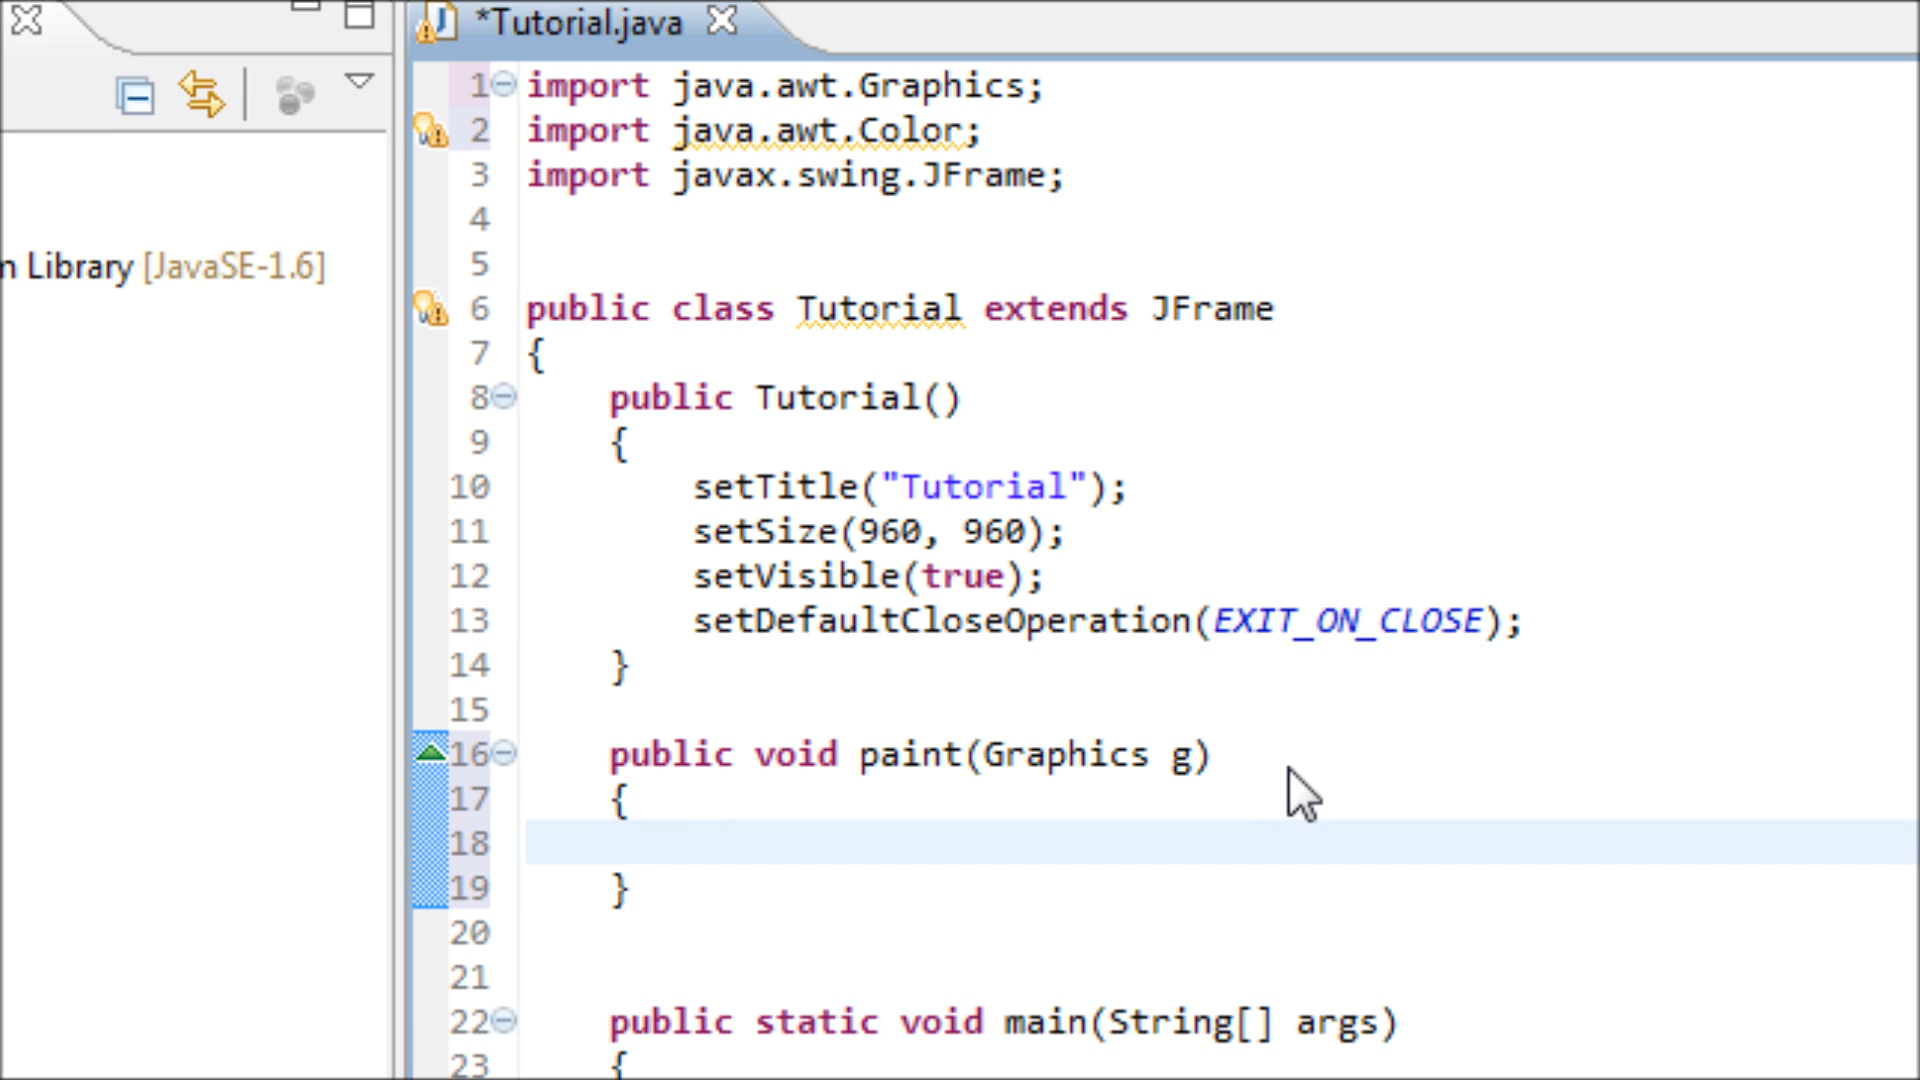 *Tutorial.java
n Library [JavaSE-1.6]
1 import java.awt.Graphics;
2 import java.awt.Color;
3 import javax.swing.JFrame;
4
5
6 public class Tutorial extends JFrame
7 {
8     public Tutorial()
9     {
10         setTitle("Tutorial");
11         setSize(960, 960);
12         setVisible(true);
13         setDefaultCloseOperation(EXIT_ON_CLOSE);
14     }
15
16     public void paint(Graphics g)
17     {
18
19     }
20
21
22     public static void main(String[] args)
23     {